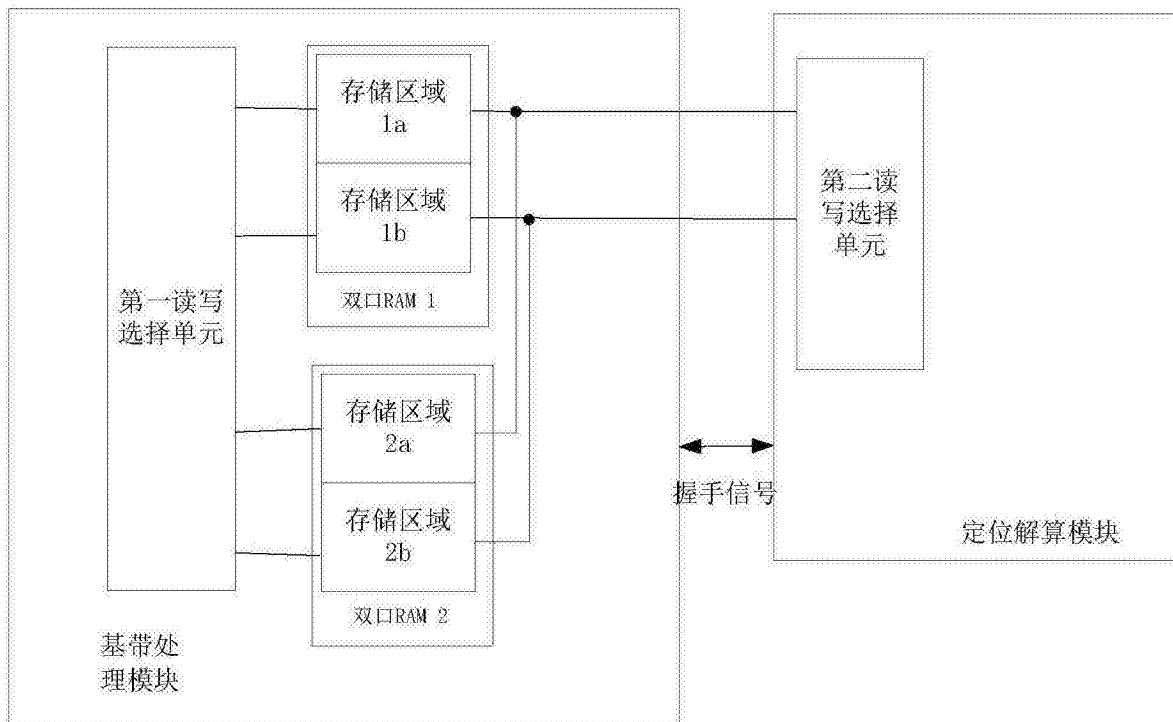 存储区域
1a
存储区域
1b
双口RAM 1
第一读写
选择单元
存储区域
2a
存储区域
2b
双口RAM 2
基带处
理模块
第二读
写选择
单元
握手信号
定位解算模块